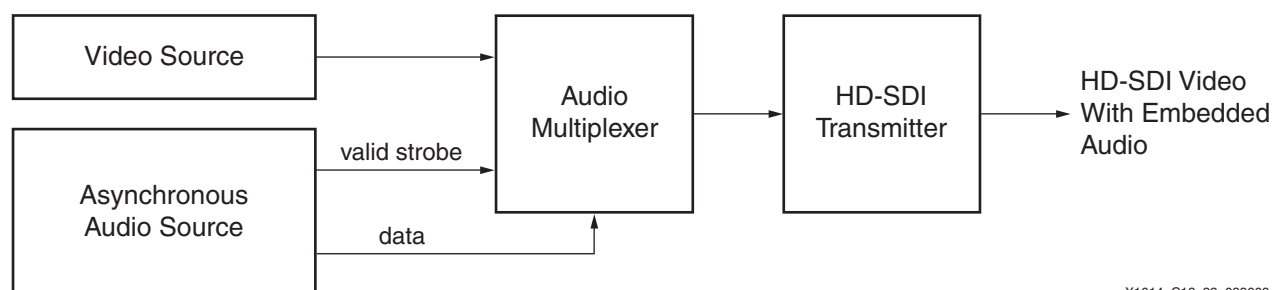 Video Source
Asynchronous
Audio Source
valid strobe
data
Audio
Multiplexer
HD-SDI
Transmitter
HD-SDI Video
With Embedded
Audio